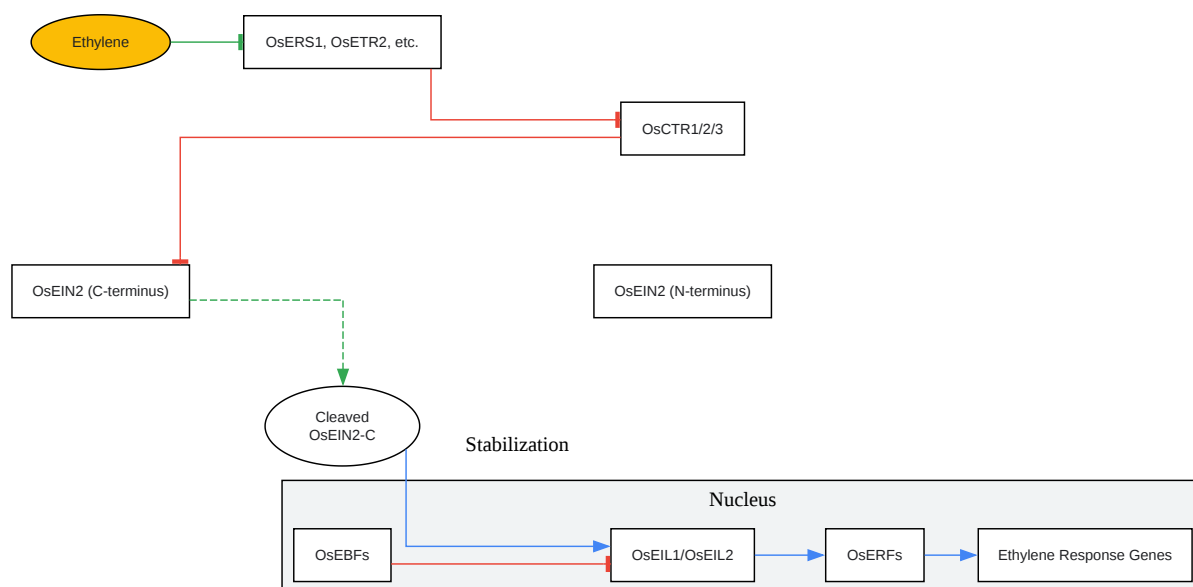 Ethylene
OsERS1, OsETR2, etc.
OsCTR1/2/3
OsEIN2 (C-terminus)
OsEIN2 (N-terminus)
Cleaved
OsEIN2-C
Stabilization
Nucleus
OsEBFs
OsEIL1/OsEIL2
OsERFs
Ethylene Response Genes